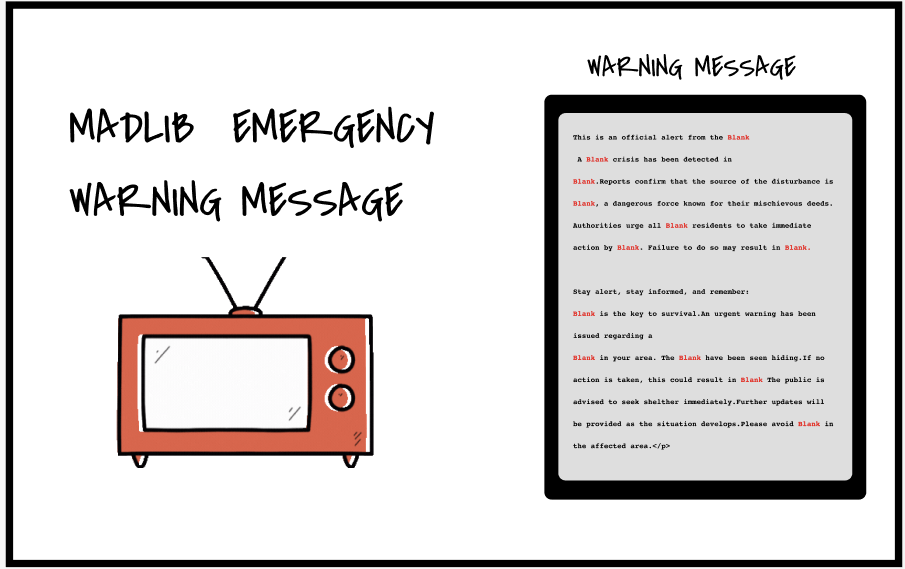 MADLIB EMERGENCY
WARNING MESSAGE
WARNING MESSAGE
This is an official alert from the Blank
A Blank crisis has been detected in
Blank.Reports confirm that the source of the disturbance is
Blank, a dangerous force known for their mischievous deeds.
Authorities urge all Blank residents to take immediate
action by Blank. Failure to do so may result in Blank.
Stay alert, stay informed, and remember:
Blank is the key to survival.An urgent warning has been
issued regarding a
Blank in your area. The Blank have been seen hiding.If no
action is taken, this could result in Blank The public is
advised to seek shelther immediately.Further updates will
be provided as the situation develops.Please avoid Blank in
the affected area.</p>